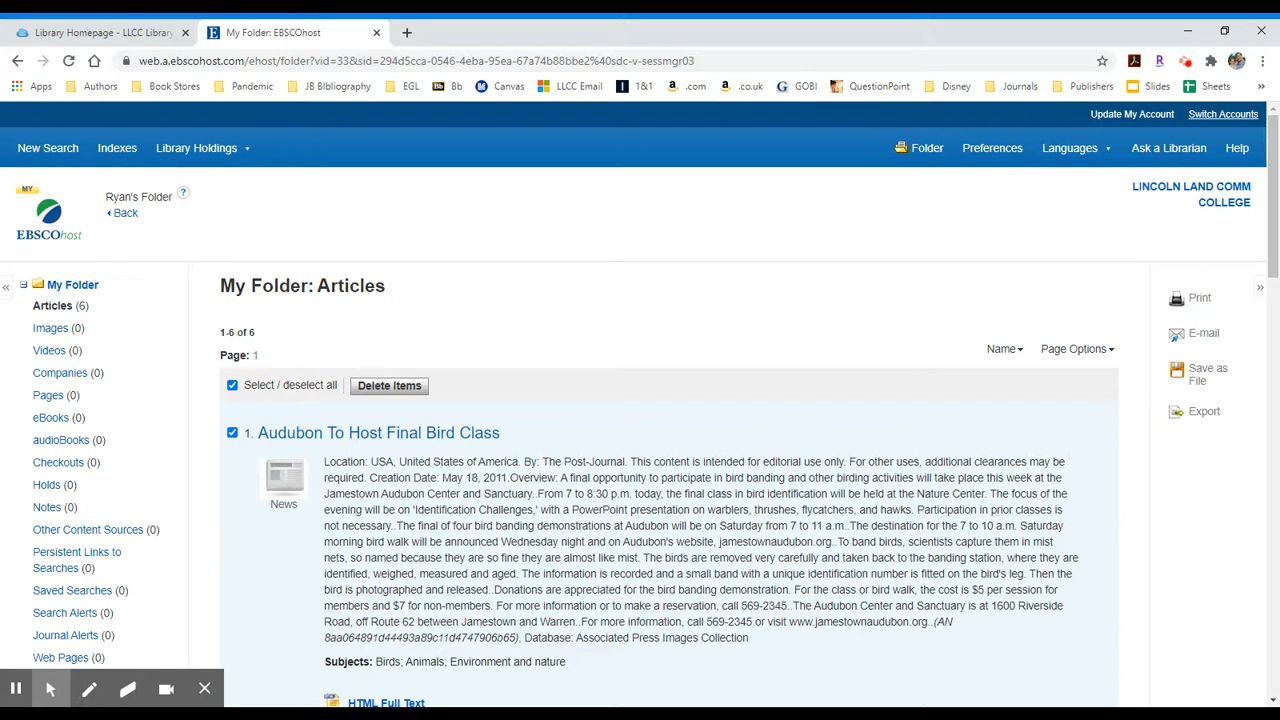 Library Homepage - LLCC Library
My Folder: EBSCOhost
web.a.ebscohost.com/ehost/folder?vid=33&sid=294d5ccd-0546-4eba-95ea-67a74b88bbe2%40sdc-v-sessmgr03
Apps Authors Book Stores Pandemic JB BIbliography EGL Bb Bb Canvas LLCC Email 1&1 .com .co.uk GOBI QuestionPoint Disney Journals Publishers Slides Sheets »
Update My Account Switch Accounts
New Search Indexes Library Holdings Folder Preferences Languages Ask a Librarian Help
MY
EBSCOhost
Ryan's Folder ?
Back
LINCOLN LAND COMM
COLLEGE
My Folder
Articles (6)
Images (0)
Videos (0)
Companies (0)
Pages (0)
eBooks (0)
audioBooks (0)
Checkouts (0)
Holds (0)
Notes (0)
Other Content Sources (0)
Persistent Links to
Searches (0)
Saved Searches (0)
Search Alerts (0)
Journal Alerts (0)
Web Pages (0)
My Folder: Articles
1-6 of 6
Page: 1
Name Page Options
Select / deselect all Delete Items
1. Audubon To Host Final Bird Class
News
Location: USA, United States of America. By: The Post-Journal. This content is intended for editorial use only. For other uses, additional clearances may be
required. Creation Date: May 18, 2011.Overview: A final opportunity to participate in bird banding and other birding activities will take place this week at the
Jamestown Audubon Center and Sanctuary..From 7 to 8:30 p.m. today, the final class in bird identification will be held at the Nature Center. The focus of the
evening will be on 'Identification Challenges,' with a PowerPoint presentation on warblers, thrushes, flycatchers, and hawks. Participation in prior classes is
not necessary..The final of four bird banding demonstrations at Audubon will be on Saturday from 7 to 11 a.m..The destination for the 7 to 10 a.m. Saturday
morning bird walk will be announced Wednesday night and on Audubon's website, jamestownaudubon.org..To band birds, scientists capture them in mist
nets, so named because they are so fine they are almost like mist. The birds are removed very carefully and taken back to the banding station, where they are
identified, weighed, measured and aged. The information is recorded and a small band with a unique identification number is fitted on the bird's leg. Then the
bird is photographed and released..Donations are appreciated for the bird banding demonstration. For the class or bird walk, the cost is $5 per session for
members and $7 for non-members. For more information or to make a reservation, call 569-2345..The Audubon Center and Sanctuary is at 1600 Riverside
Road, off Route 62 between Jamestown and Warren..For more information, call 569-2345 or visit www.jamestownaudubon.org..(AN
8aa064891d44493a89c11d4747906b65), Database: Associated Press Images Collection
Subjects: Birds; Animals; Environment and nature
HTML Full Text
Print
E-mail
Save as
File
Export